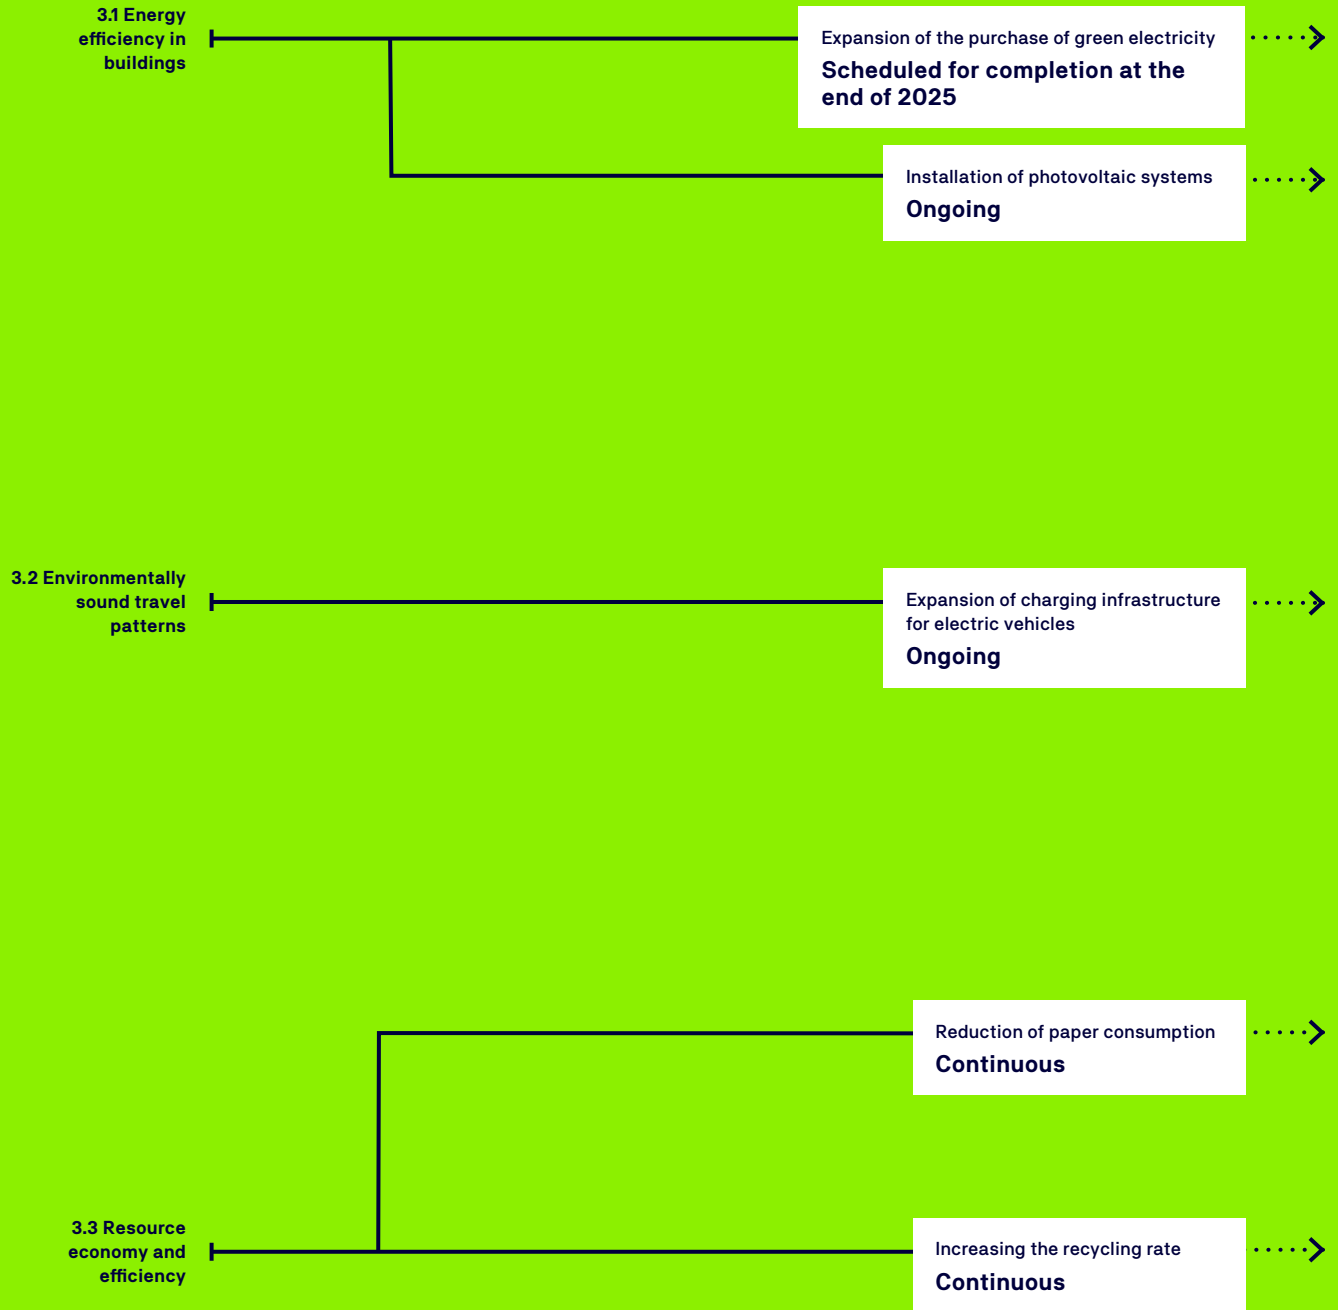 3.1 Energy
efficiency in
buildings
Expansion of the purchase of green electricity
Scheduled for completion at the
end of 2025
Installation of photovoltaic systems
Ongoing
3.2 Environmentally
sound travel
patterns
Expansion of charging infrastructure
for electric vehicles
Ongoing
Reduction of paper consumption
Continuous
3.3 Resource
economy and
efficiency
Increasing the recycling rate
Continuous